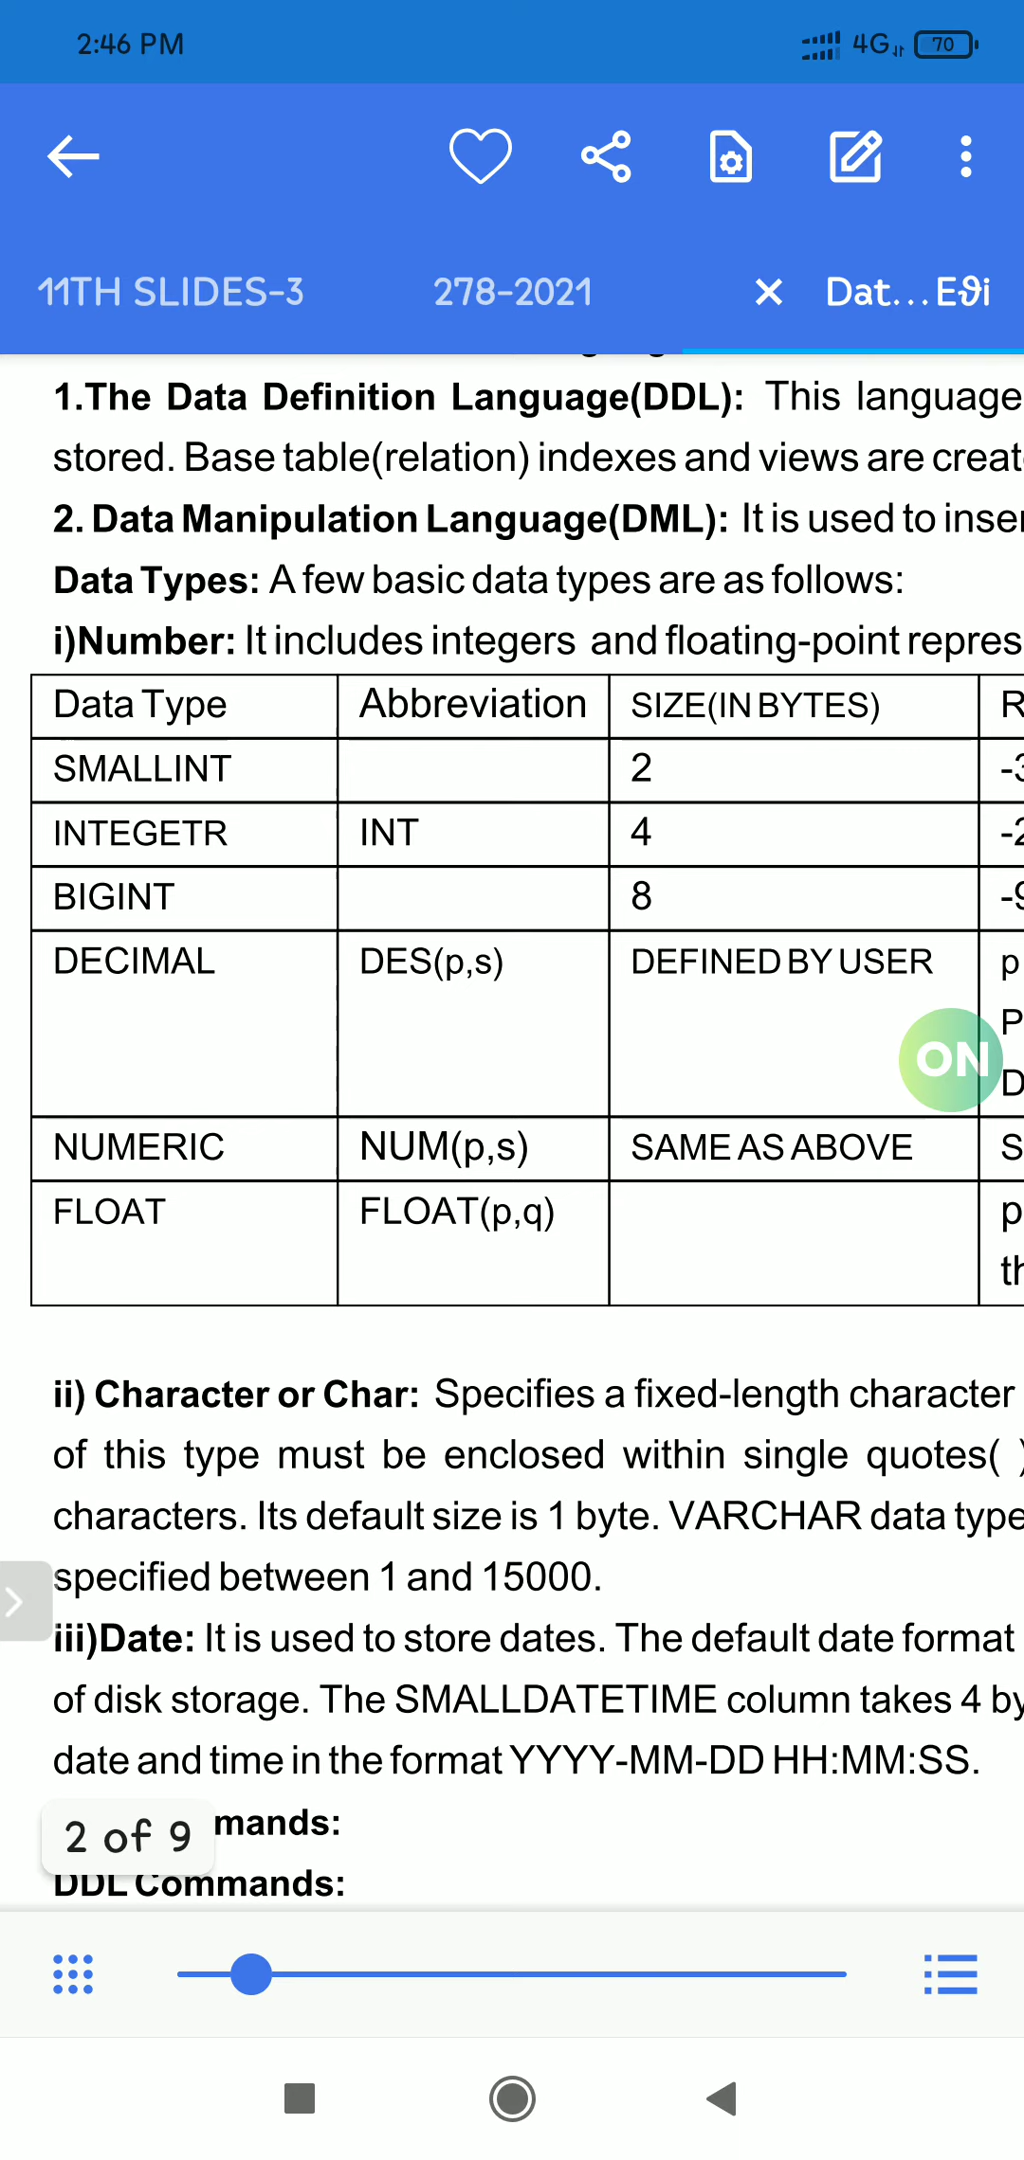 2:46 PM 4G 70
11TH SLIDES-3 278-2021 Dat...E9i
1.The Data Definition Language(DDL): This language
stored. Base table(relation) indexes and views are creat
2. Data Manipulation Language(DML): It is used to inser
Data Types: A few basic data types are as follows:
i)Number: It includes integers and floating-point repres
Data Type Abbreviation SIZE(IN BYTES) R
SMALLINT 2 -3
INTEGETR INT 4 -2
BIGINT 8 -9
DECIMAL DES(p,s) DEFINED BY USER p
P
ON D
NUMERIC NUM(p,s) SAME AS ABOVE S
FLOAT FLOAT(p,q) p
th
ii) Character or Char: Specifies a fixed-length character
of this type must be enclosed within single quotes( )
characters. Its default size is 1 byte. VARCHAR data type
specified between 1 and 15000.
iii)Date: It is used to store dates. The default date format
of disk storage. The SMALLDATETIME column takes 4 by
date and time in the format YYYY-MM-DD HH:MM:SS.
2 of 9 mands:
DDL Commands: